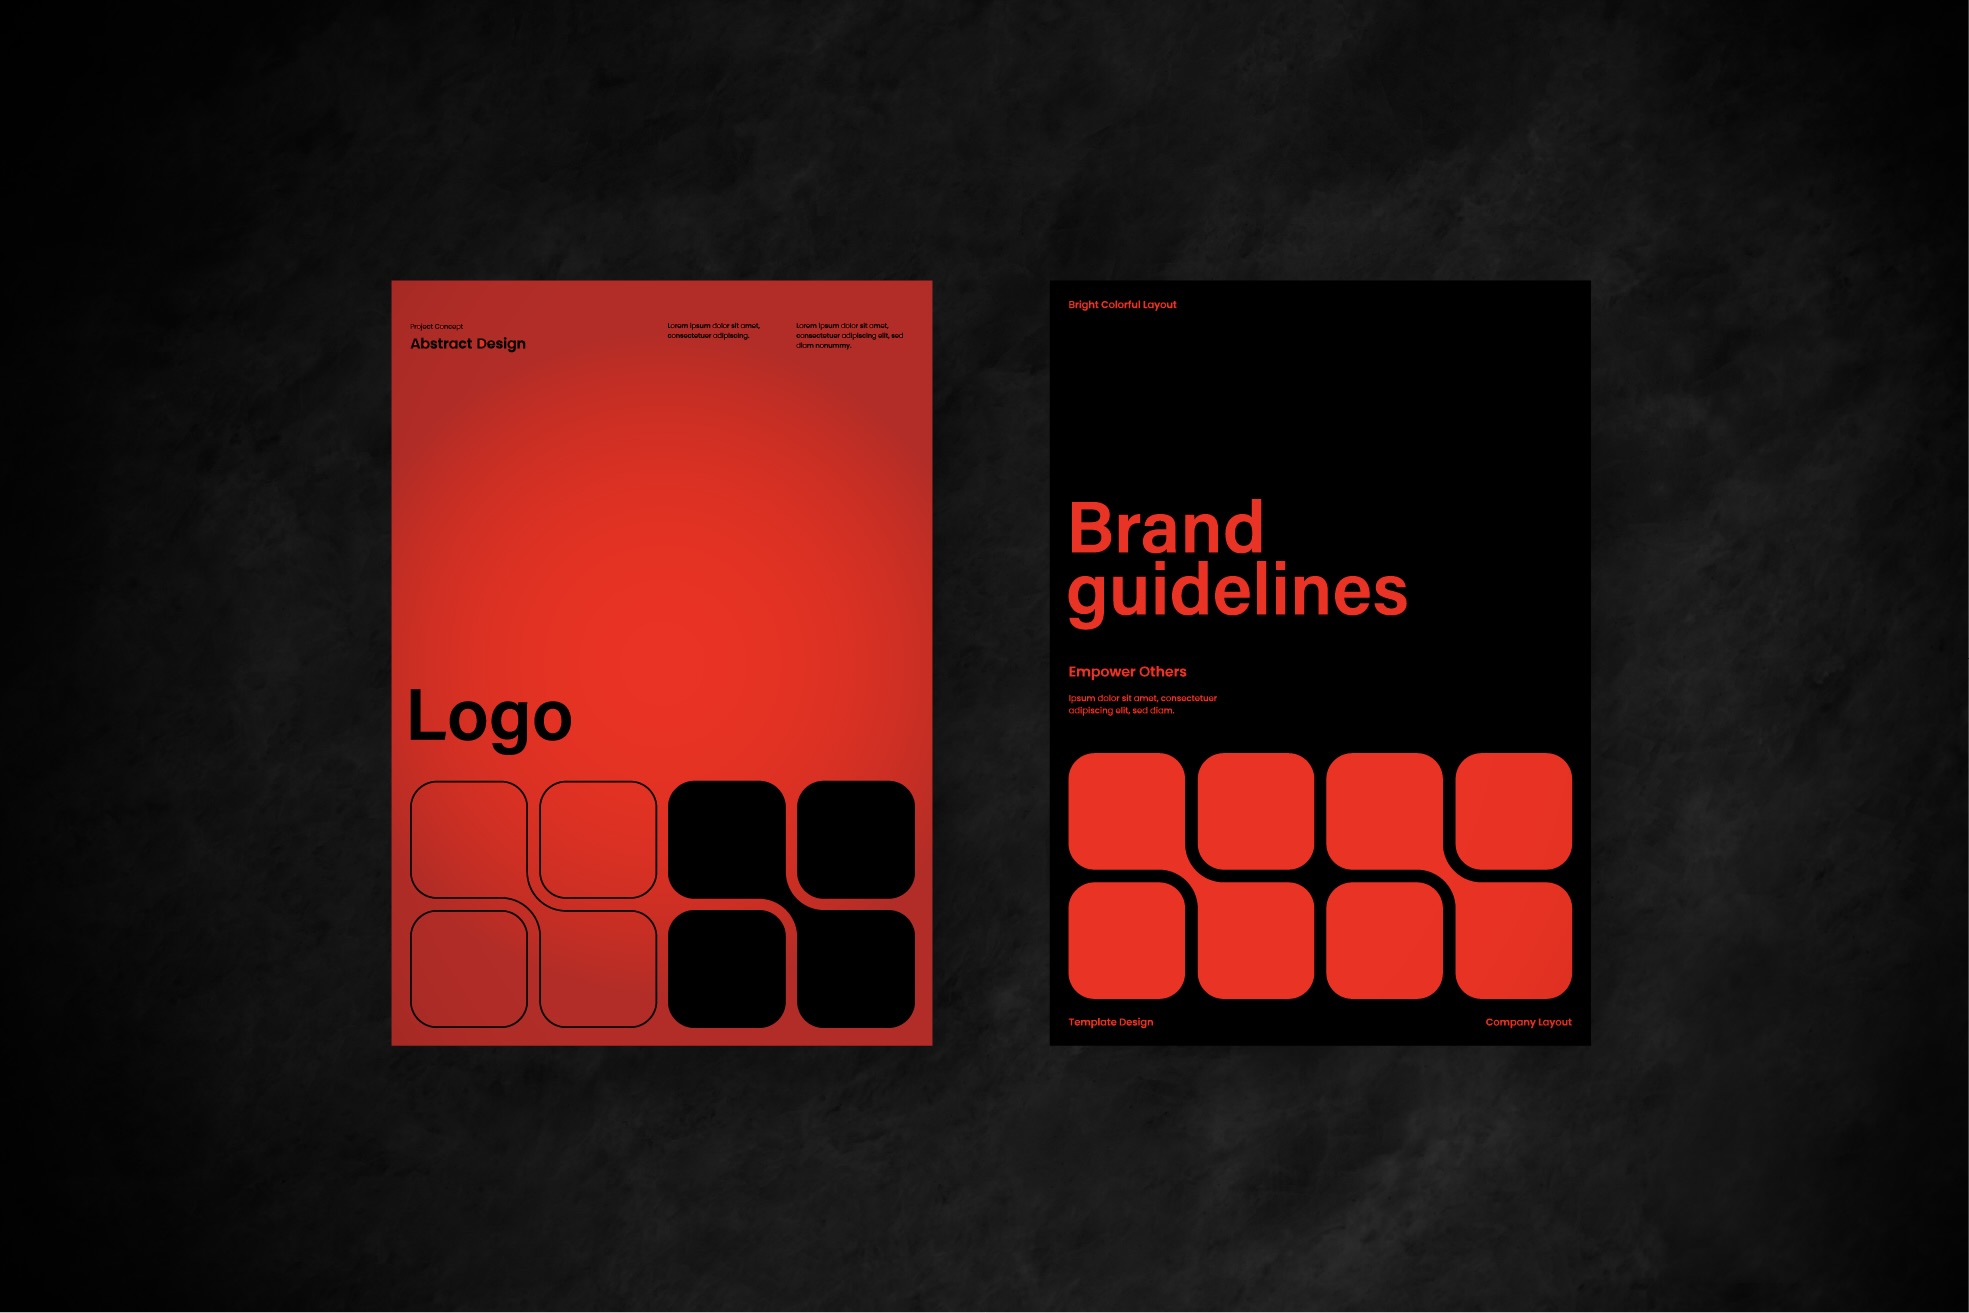 Project Concept
Abstract Design
Lorem ipsum dolor sit amet,
consectetuer adipiscing.
Lorem ipsum dolor sit amet,
consectetuer adipiscing elit, sed
diam nonummy.
Logo
Bright Colorful Layout
Brand
guidelines
Empower Others
Ipsum dolor sit amet, consectetuer
adipiscing elit, sed diam.
Template Design
Company Layout